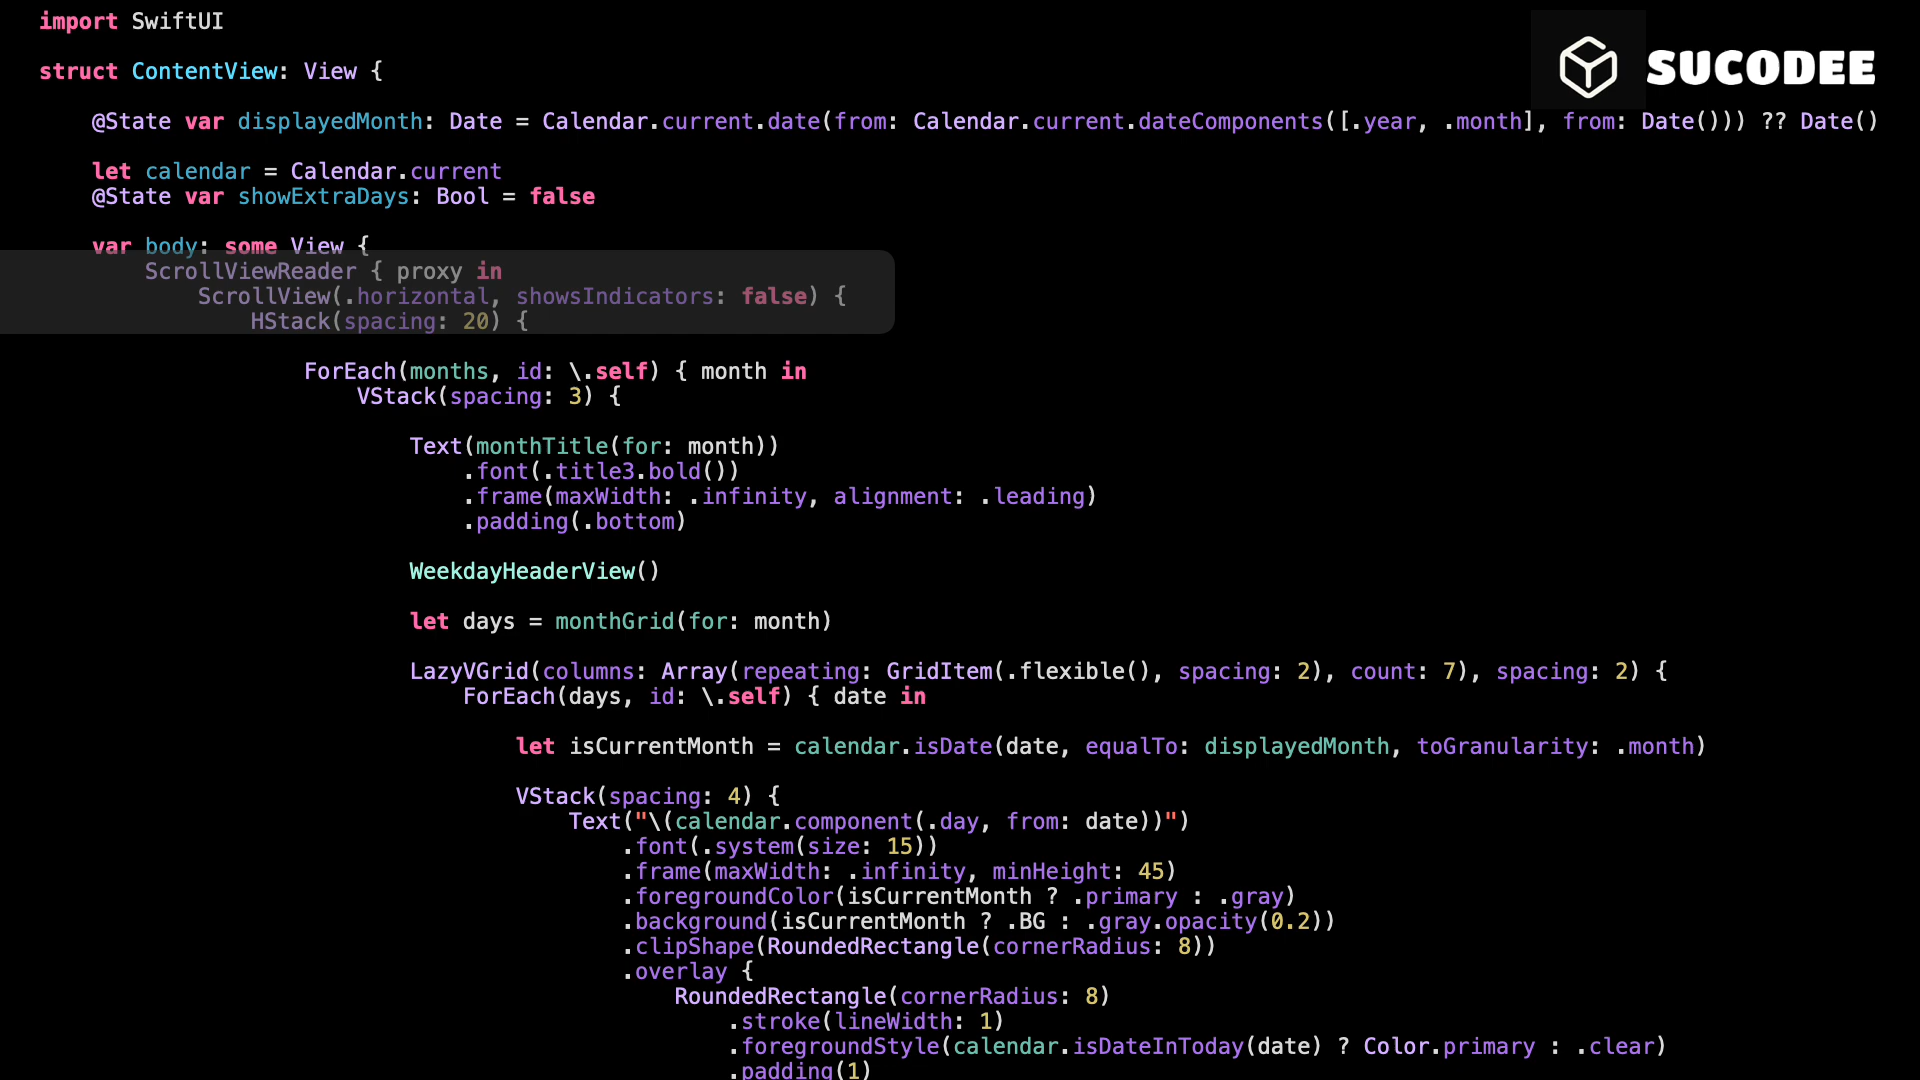 import SwiftUI
SUCODEE
struct ContentView: View {
@State var displayedMonth: Date = Calendar.current.date(from: Calendar.current.dateComponents([.year, .month], from: Date())) ?? Date()
let calendar = Calendar.current
@State var showExtraDays: Bool = false
var body: some View {
ScrollViewReader { proxy in
ScrollView(.horizontal, showsIndicators: false) {
HStack(spacing: 20) {
ForEach(months, id: \.self) { month in
VStack(spacing: 3) {
Text(monthTitle(for: month))
.font(.title3.bold())
.frame(maxWidth: .infinity, alignment: .leading)
.padding(.bottom)
WeekdayHeaderView()
let days = monthGrid(for: month)
LazyVGrid(columns: Array(repeating: GridItem(.flexible(), spacing: 2), count: 7), spacing: 2) {
ForEach(days, id: \.self) { date in
let isCurrentMonth = calendar.isDate(date, equalTo: displayedMonth, toGranularity: .month)
VStack(spacing: 4) {
Text("\(calendar.component(.day, from: date))")
.font(.system(size: 15))
.frame(maxWidth: .infinity, minHeight: 45)
.foregroundColor(isCurrentMonth ? .primary : .gray)
.background(isCurrentMonth ? .BG : .gray.opacity(0.2))
.clipShape(RoundedRectangle(cornerRadius: 8))
.overlay {
RoundedRectangle(cornerRadius: 8)
.stroke(lineWidth: 1)
.foregroundStyle(calendar.isDateInToday(date) ? Color.primary : .clear)
.padding(1)